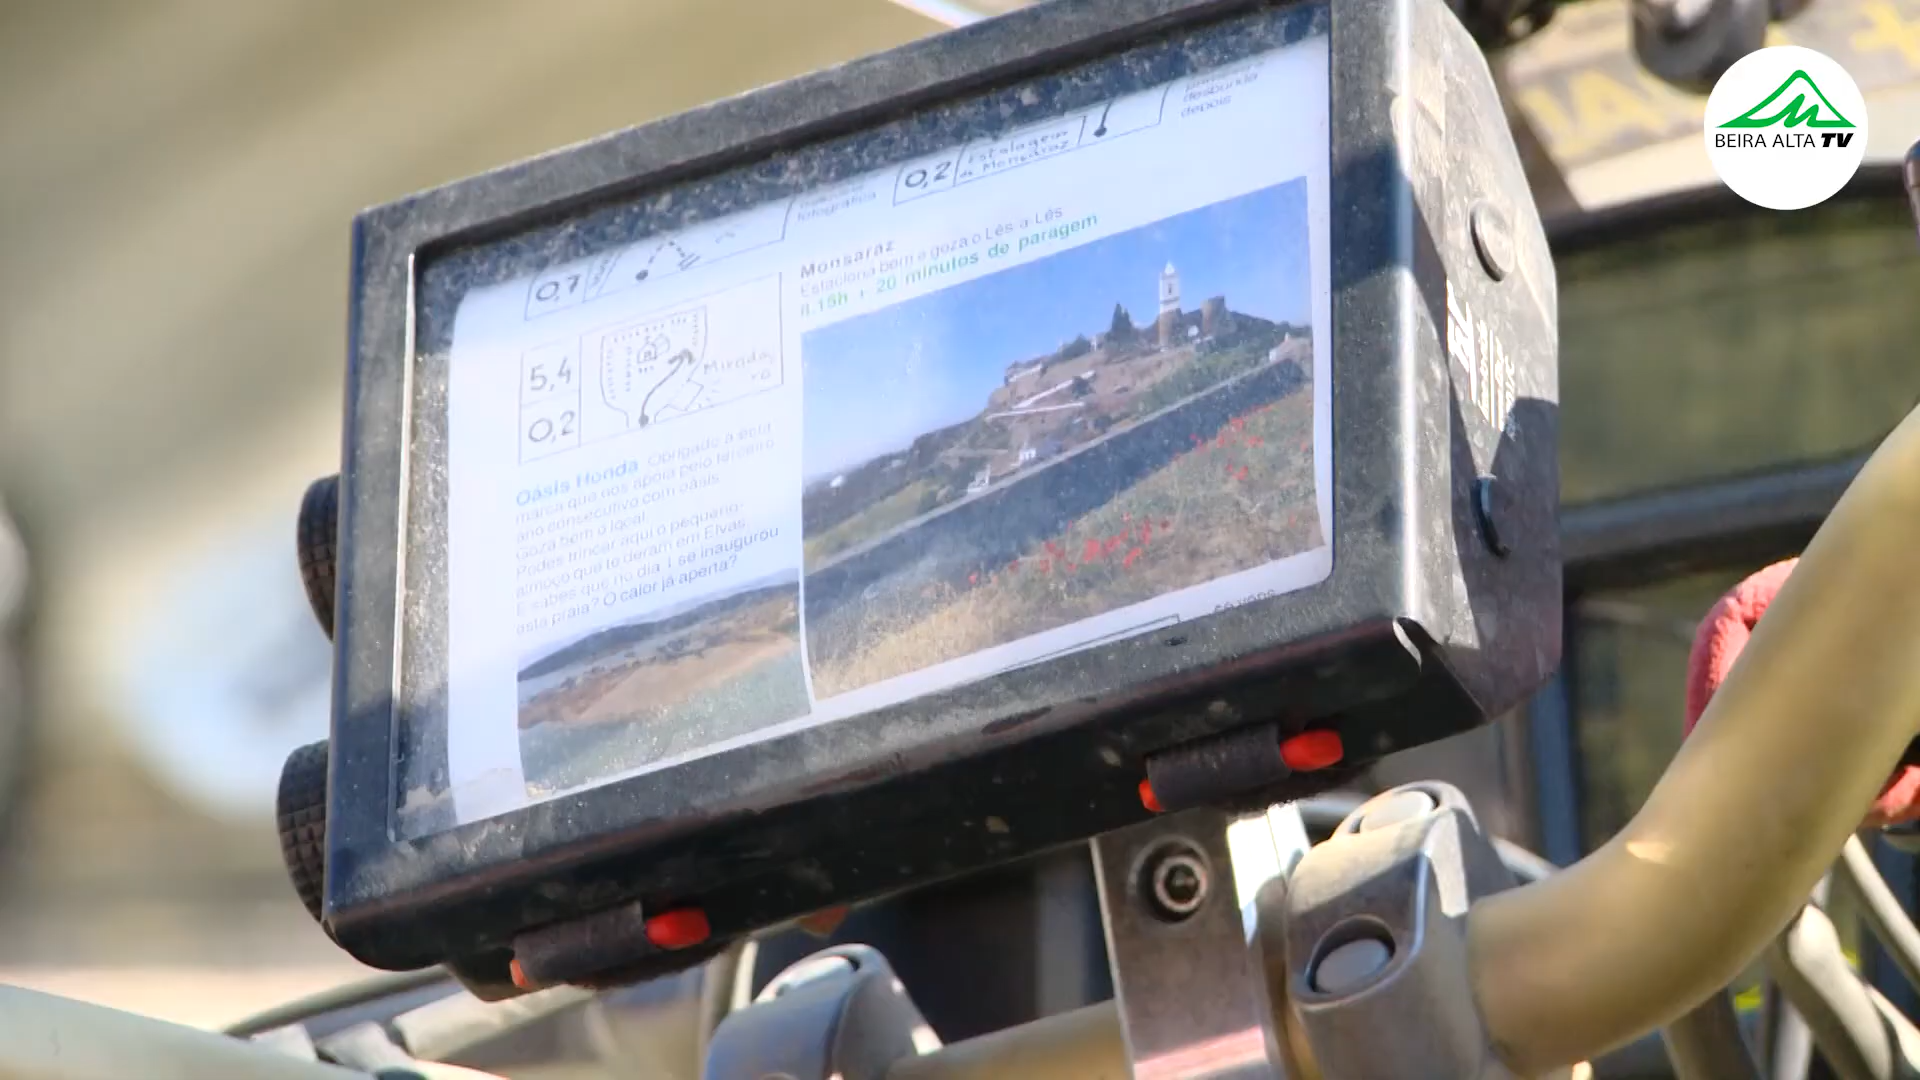 desbunda
depois
fotográfica
0,2
Estalagem
de Monsaraz
0,7
Monsaraz
Estaciona bem e goza o Lés a Lés
8.15h + 20 minutos de paragem
5,4
0,2
Oásis Honda Obrigado a esta
marca que nos apoia pelo terceiro
ano consecutivo com oásis.
Goza bem o local.
Podes trincar aqui o pequeno-
almoço que te deram em Elvas.
E sabes que no dia 1 se inaugurou
esta praia? O calor já aperta?
BEIRA ALTA TV